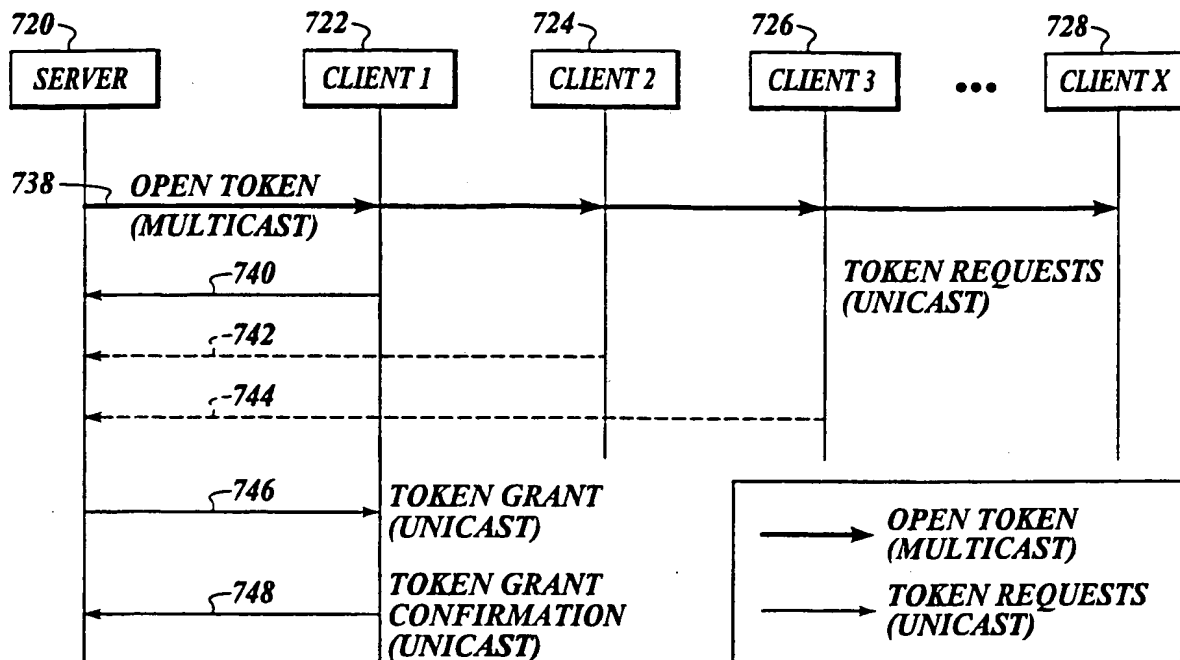 720 722 724 726 728
SERVER CLIENT 1 CLIENT 2 CLIENT 3 ••• CLIENT X
738 OPEN TOKEN
(MULTICAST)
740
TOKEN REQUESTS
(UNICAST)
742
744
746
TOKEN GRANT
(UNICAST)
748
TOKEN GRANT
CONFIRMATION
(UNICAST)
OPEN TOKEN
(MULTICAST)
TOKEN REQUESTS
(UNICAST)